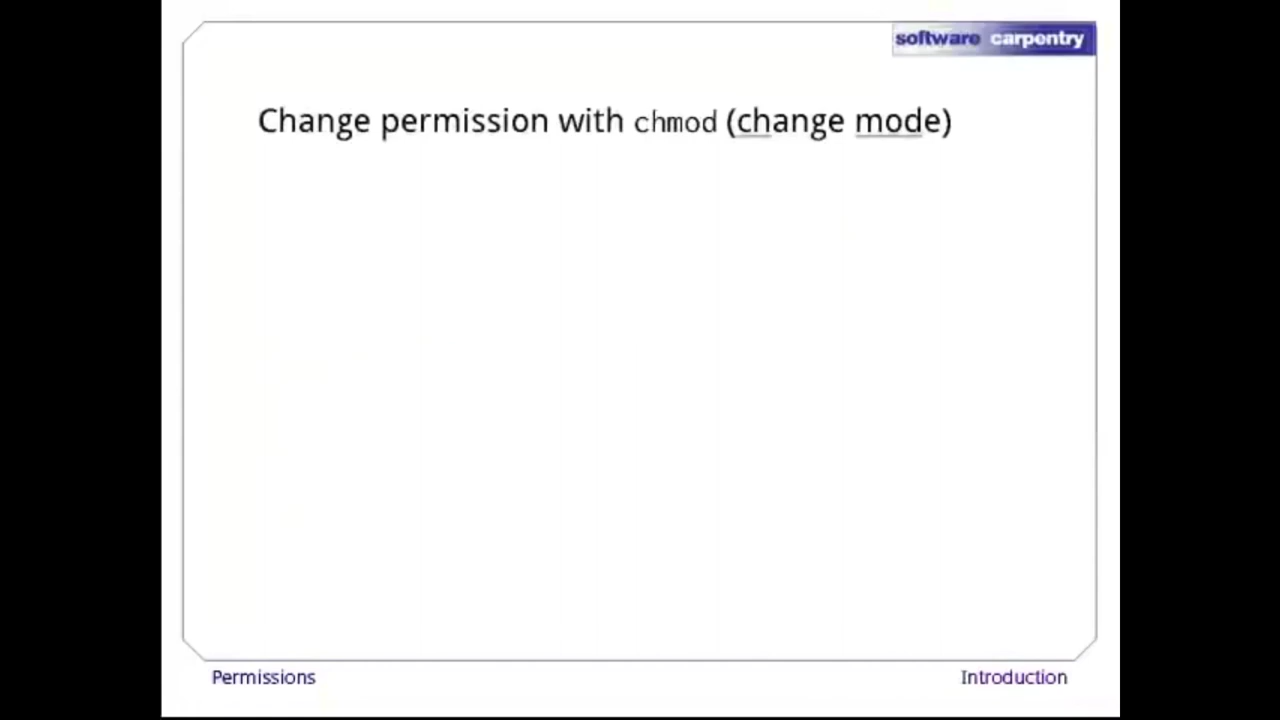 software carpentry
Change permission with chmod (change mode)
Permissions
Introduction